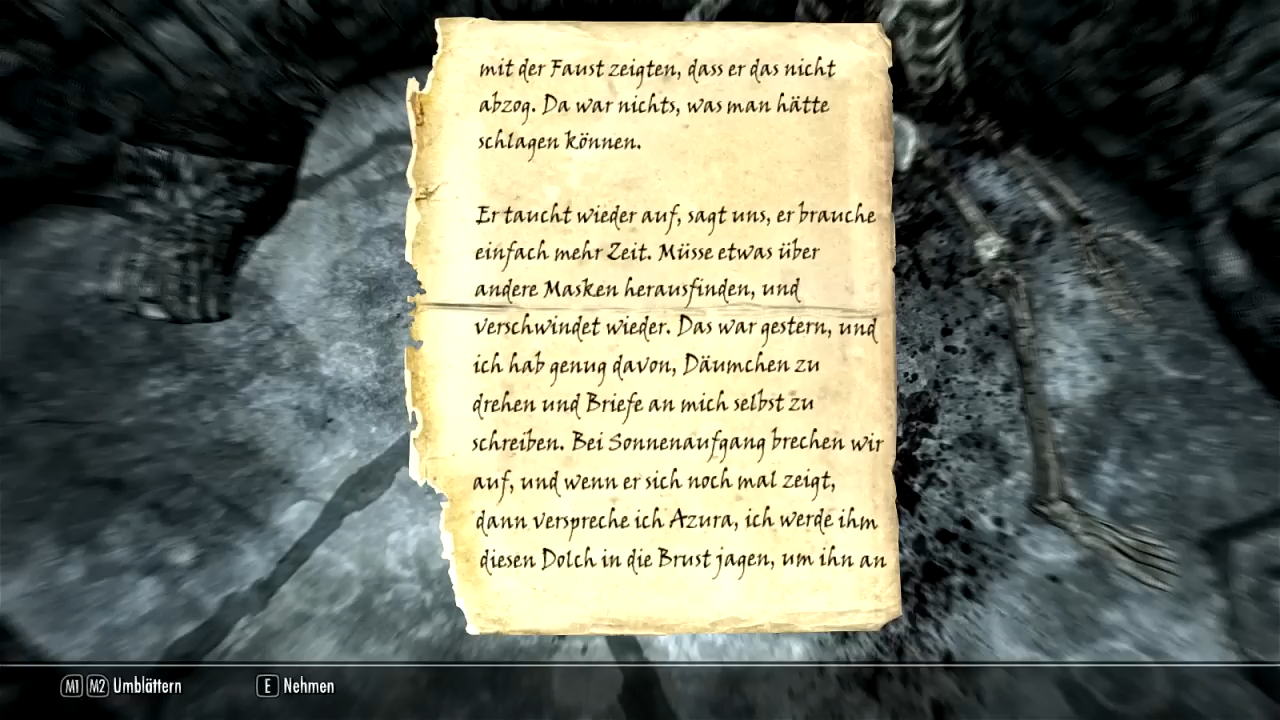 mit der Faust zeigten, dass er das nicht
abzog. Da war nichts, was man hätte
schlagen können.
Er taucht wieder auf, sagt uns, er brauche
einfach mehr Zeit. Müsse etwas über
andere Masken herausfinden, und
verschwindet wieder. Das war gestern, und
ich hab genug davon, Däumchen zu
drehen und Briefe an mich selbst zu
schreiben. Bei Sonnenaufgang brechen wir
auf, und wenn er sich noch mal zeigt,
dann verspreche ich Azura, ich werde ihm
diesen Dolch in die Brust jagen, um ihn an
M1 M2 Umblättern E Nehmen